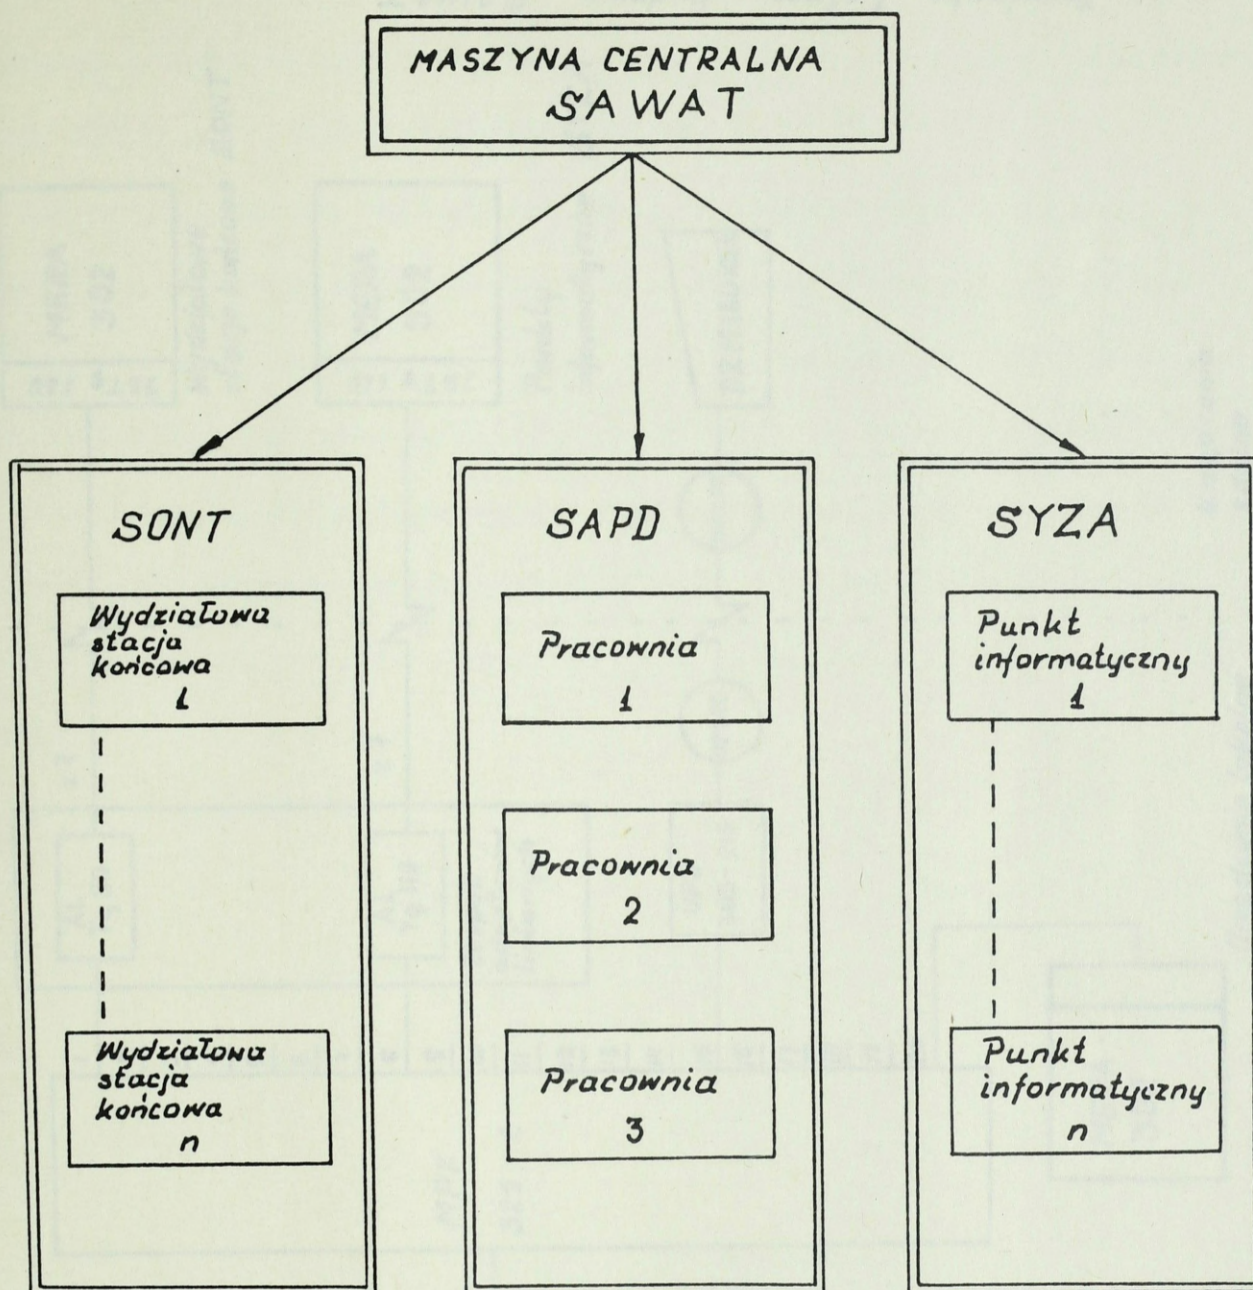 MASZYNA CENTRALNA
SAWAT
SONT
Wydziałowa
stacja
końcowa
1
Wydziałowa
stacja
końcowa
n
SAPD
Pracownia
1
Pracownia
2
Pracownia
3
SYZA
Punkt
informatyczny
1
Punkt
informatyczny
n